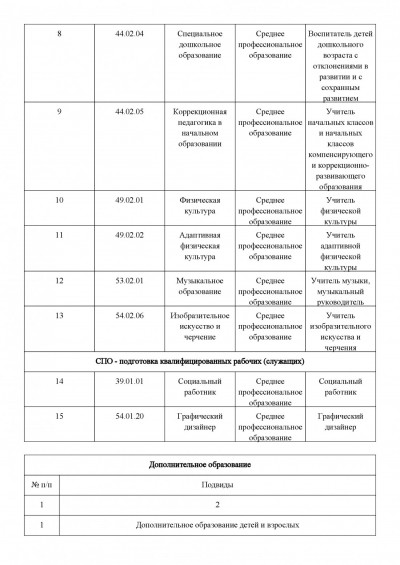 8 44.02.04 Специальное Среднее Воспитатель детей
дошкольное профессиональное дошкольного
образование образование возраста с
отклонениями в
развитии и с
сохранным
развитием
9 44.02.05 Коррекционная Среднее Учитель
педагогика в профессиональное начальных классов
начальном образование и начальных
образовании классов
компенсирующего
и коррекционно-
развивающего
образования
10 49.02.01 Физическая Среднее Учитель
культура профессиональное физической
образование культуры
11 49.02.02 Адаптивная Среднее Учитель
физическая профессиональное адаптивной
культура образование физической
культуры
12 53.02.01 Музыкальное Среднее Учитель музыки,
образование профессиональное музыкальный
образование руководитель
13 54.02.06 Изобразительное Среднее Учитель
искусство и профессиональное изобразительного
черчение образование искусства и
черчения
СПО - подготовка квалифицированных рабочих (служащих)
14 39.01.01 Социальный Среднее Социальный
работник профессиональное работник
образование
15 54.01.20 Графический Среднее Графический
дизайнер профессиональное дизайнер
образование
Дополнительное образование
№ п/п Подвиды
1 2
1 Дополнительное образование детей и взрослых